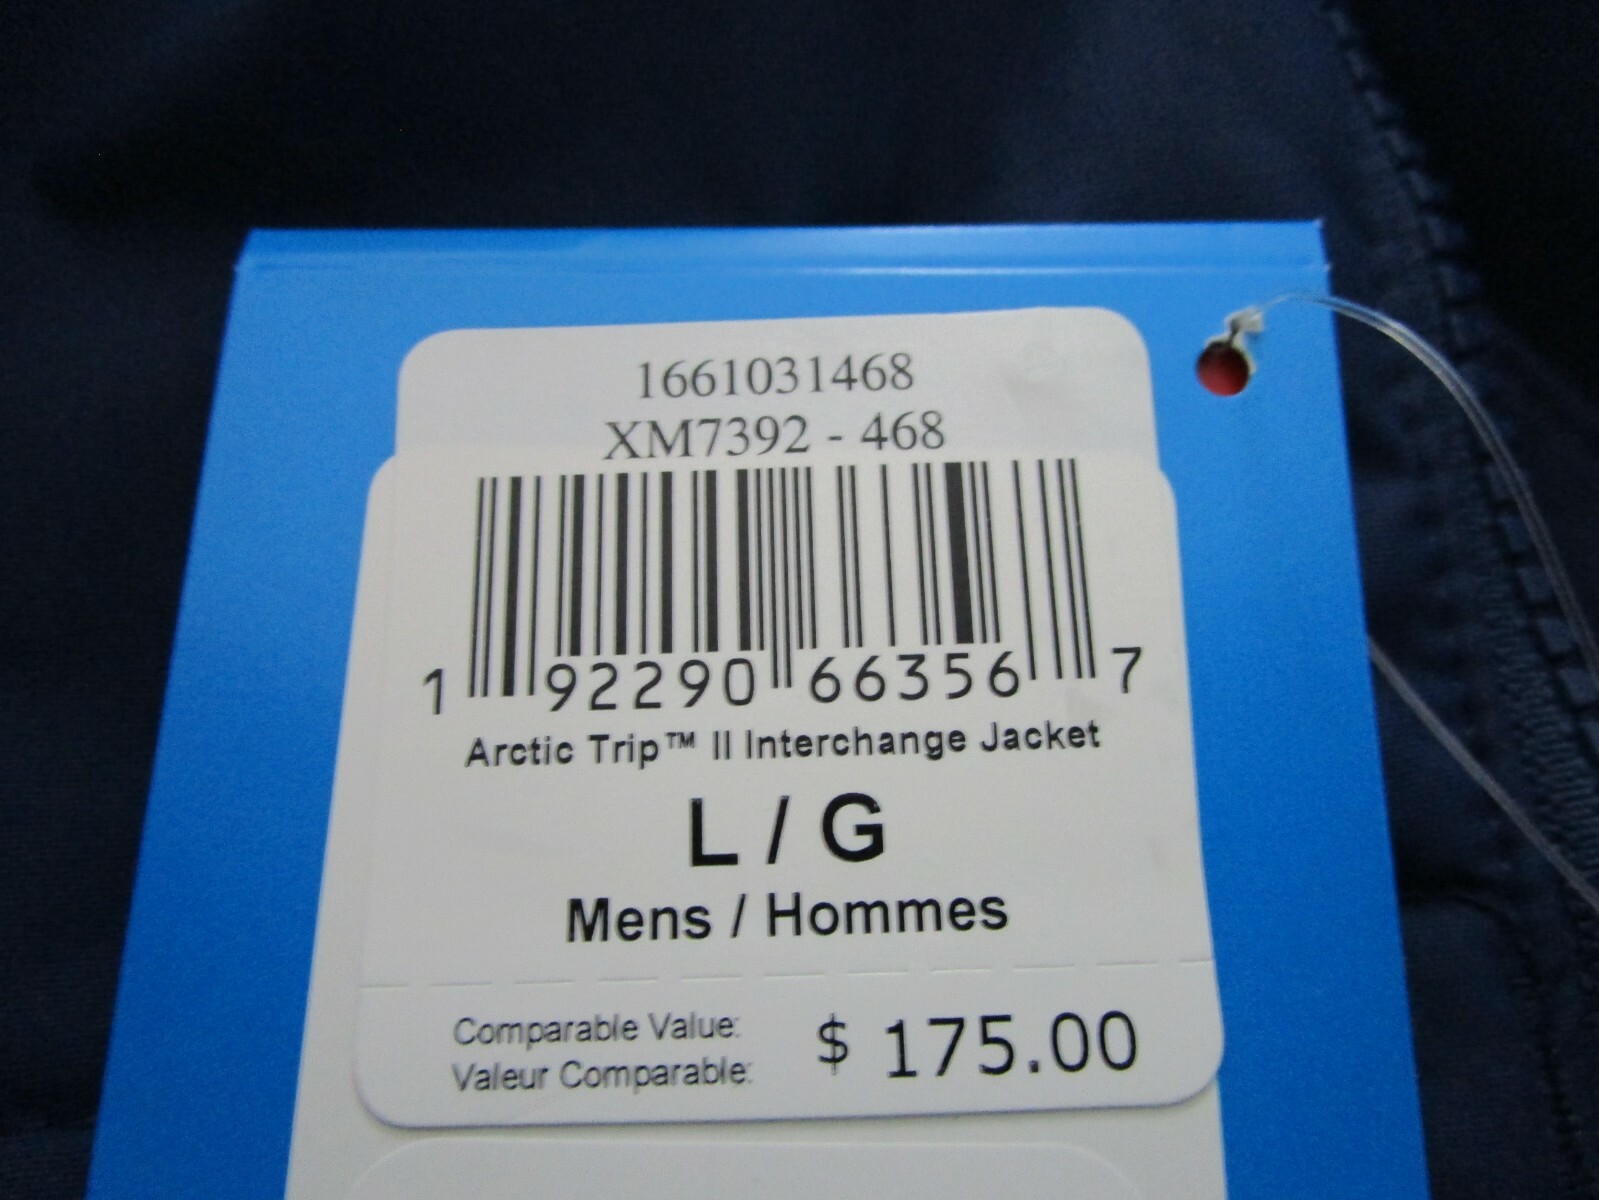 1661031468
XM7392 - 468
1 92290 66356 7
Arctic Trip™ II Interchange Jacket
L / G
Mens / Hommes
Comparable Value:
Valeur Comparable:
$ 175.00